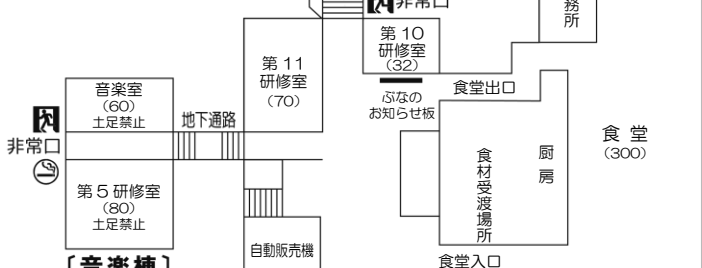 非常口
務所
第10
研修室
(32)
第11
研修室
(70)
音楽室
(60)
土足禁止
地下通路
非常口
第5研修室
(80)
土足禁止
ぶなの
お知らせ板
食堂出口
食堂
(300)
厨房
食材受渡場所
自動販売機
食堂入口
〔音楽棟〕